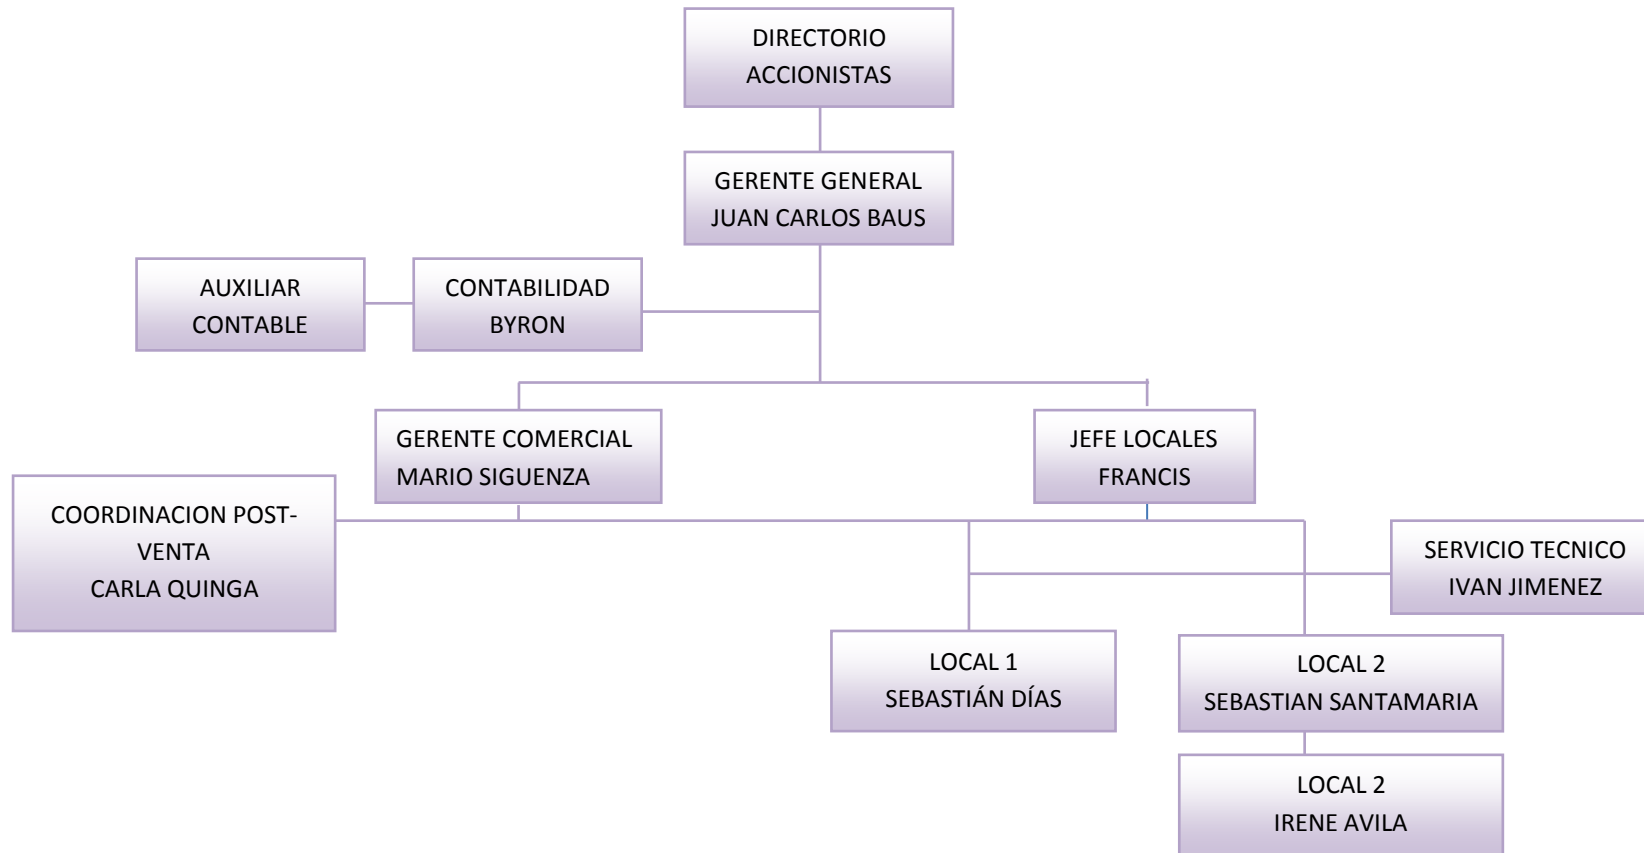 DIRECTORIO
ACCIONISTAS
GERENTE GENERAL
JUAN CARLOS BAUS
AUXILIAR
CONTABLE
CONTABILIDAD
BYRON
GERENTE COMERCIAL
MARIO SIGUENZA
JEFE LOCALES
FRANCIS
COORDINACION POST-
VENTA
CARLA QUINGA
SERVICIO TECNICO
IVAN JIMENEZ
LOCAL 1
SEBASTIÁN DÍAS
LOCAL 2
SEBASTIAN SANTAMARIA
LOCAL 2
IRENE AVILA